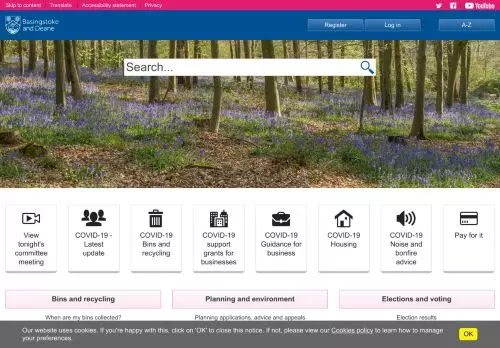 Skip to content
Translate
Accessibility statement
Privacy
YouTube
Basingstoke
and Deane
Register
Log in
A-Z
Search...
View
tonight's
committee
meeting
COVID-19 -
Latest
update
COVID-19
Bins and
recycling
COVID-19
support
grants for
businesses
COVID-19
Guidance for
business
COVID-19
Housing
COVID-19
Noise and
bonfire
advice
Pay for it
Bins and recycling
Planning and environment
Elections and voting
When are my bins collected?
Planning applications, advice and appeals
Election results
Our website uses cookies. If you're happy with this, click on 'OK' to close this notice. If not, please view our Cookies policy to learn how to manage
your preferences.
OK